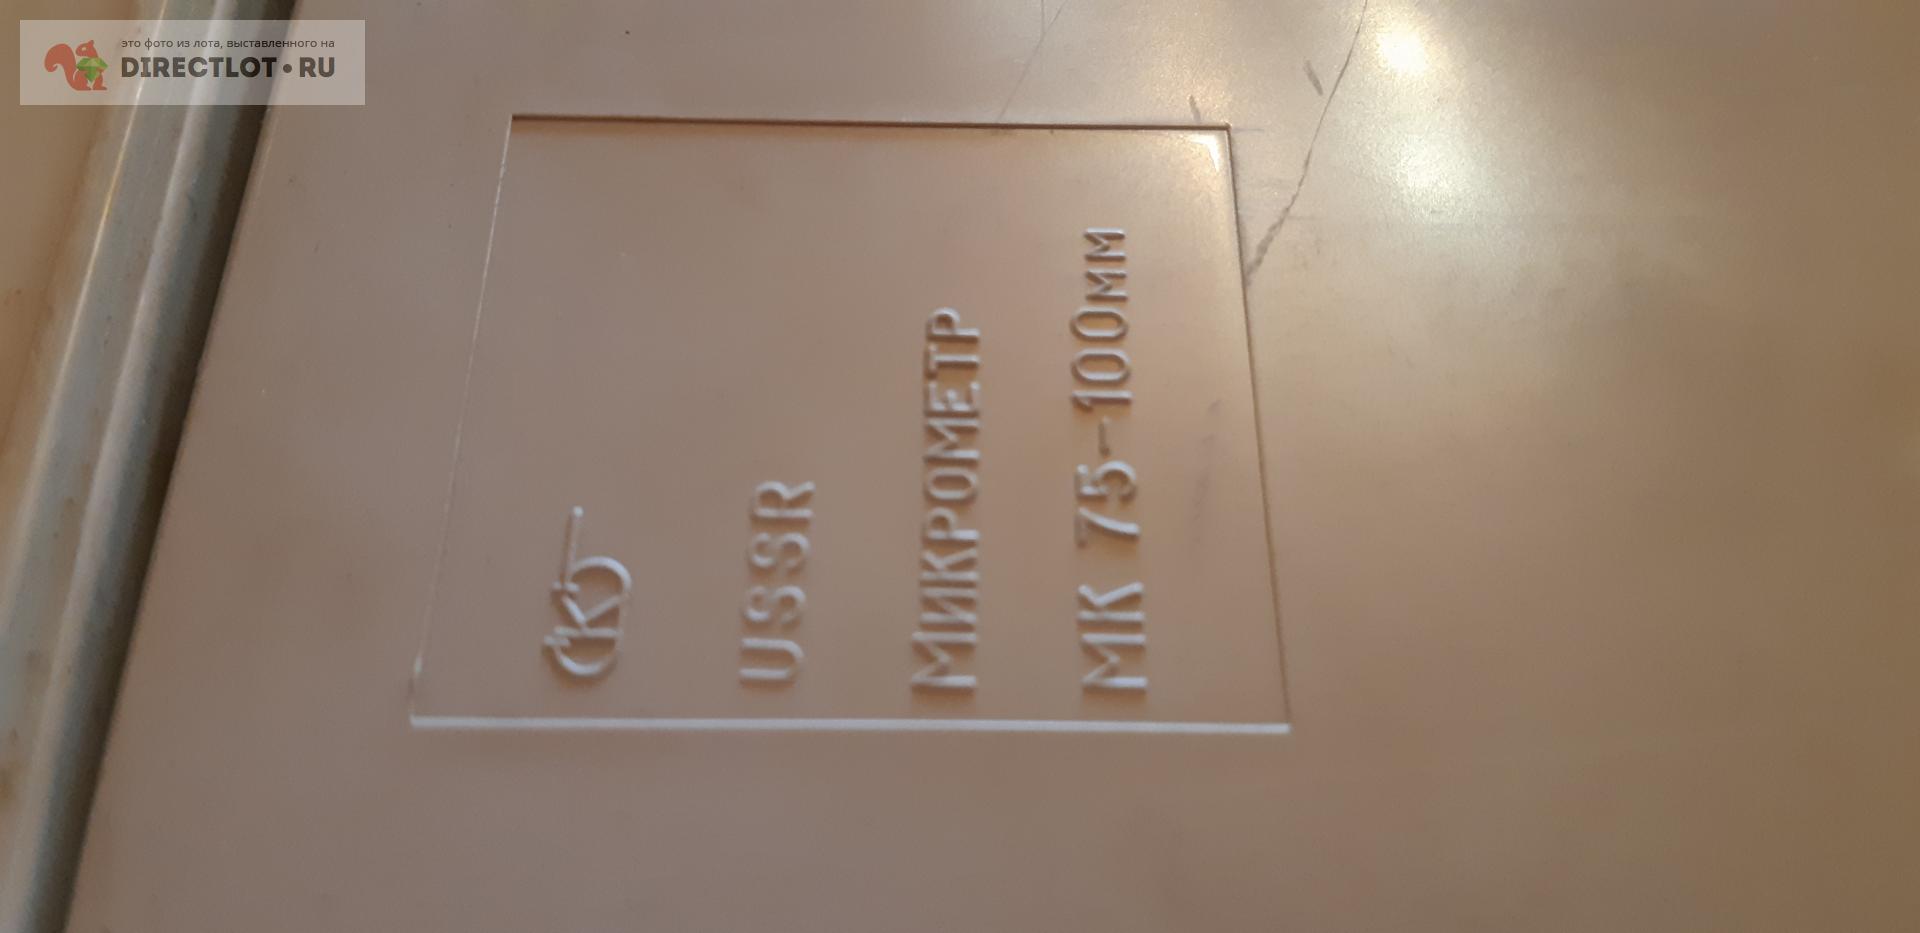 это фото из лота, выставленного на
DIRECTLOT•RU
К
USSR
МИКРОМЕТР
МК 75-100мм